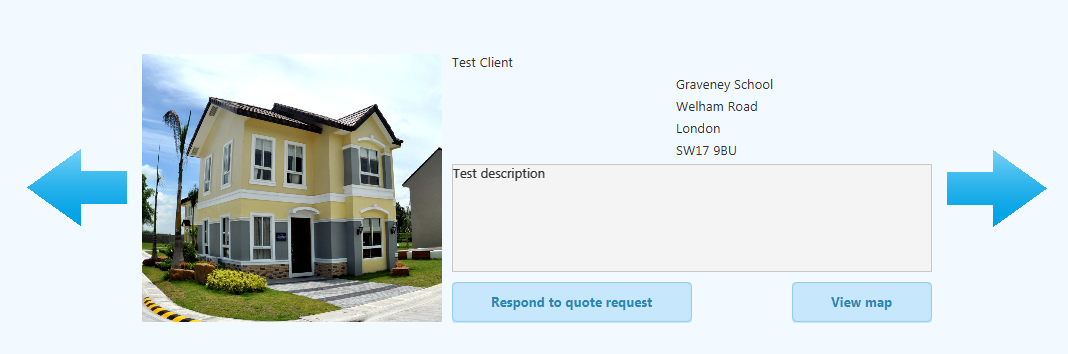 Test Client
Graveney School
Welham Road
London
SW17 9BU
Test description
Respond to quote request
View map